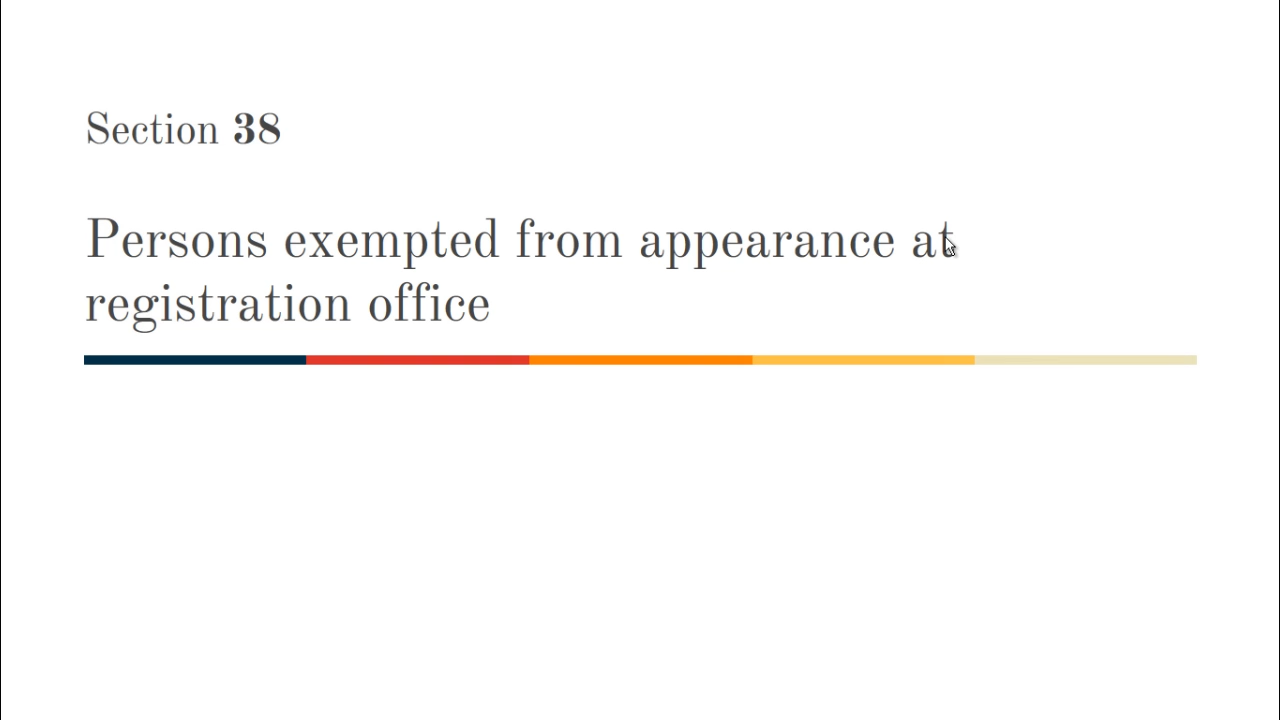 Section 38
Persons exempted from appearance at
registration office